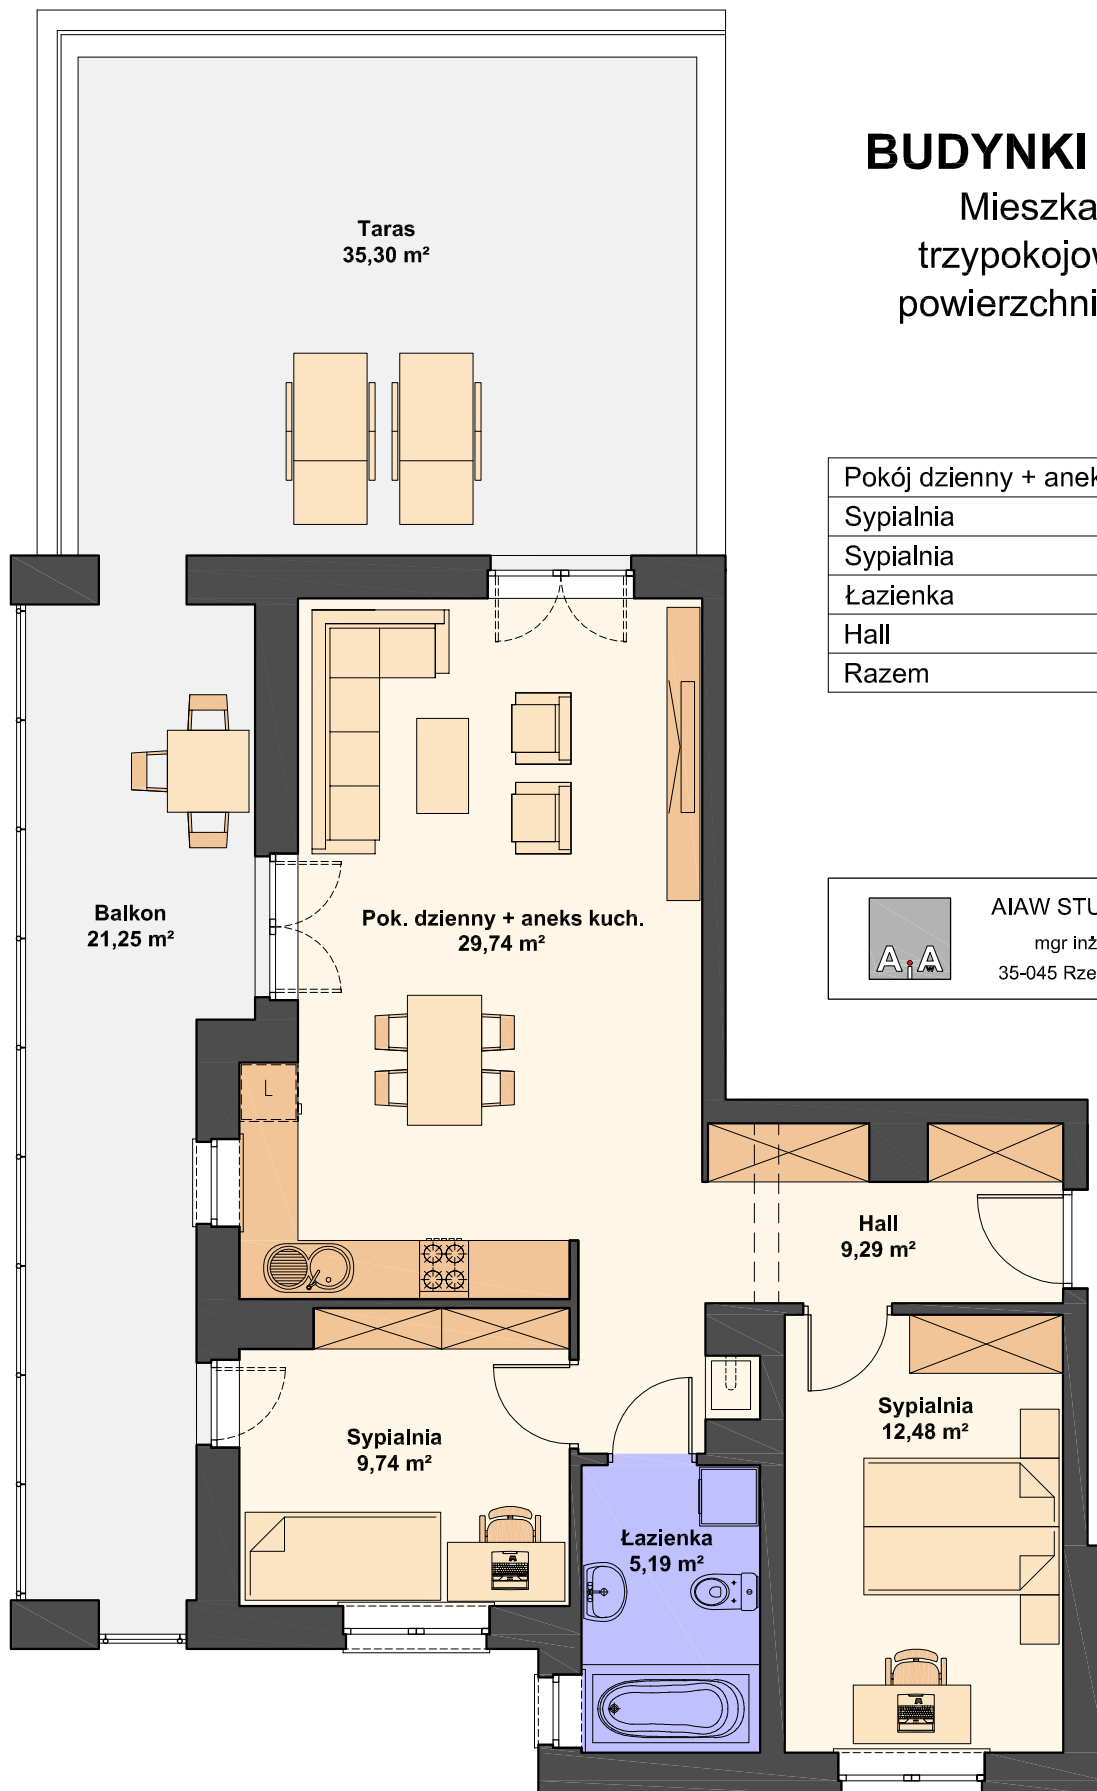 BUDYNKI
Mieszka
trzypokojow
powierzchni
Taras
35,30 m²
Pokój dzienny + anek
Sypialnia
Sypialnia
Łazienka
Hall
Razem
AIAW STU
mgr inż
35-045 Rze
AiA
W
Balkon
21,25 m²
Pok. dzienny + aneks kuch.
29,74 m²
L
Hall
9,29 m²
Sypialnia
12,48 m²
Sypialnia
9,74 m²
Łazienka
5,19 m²